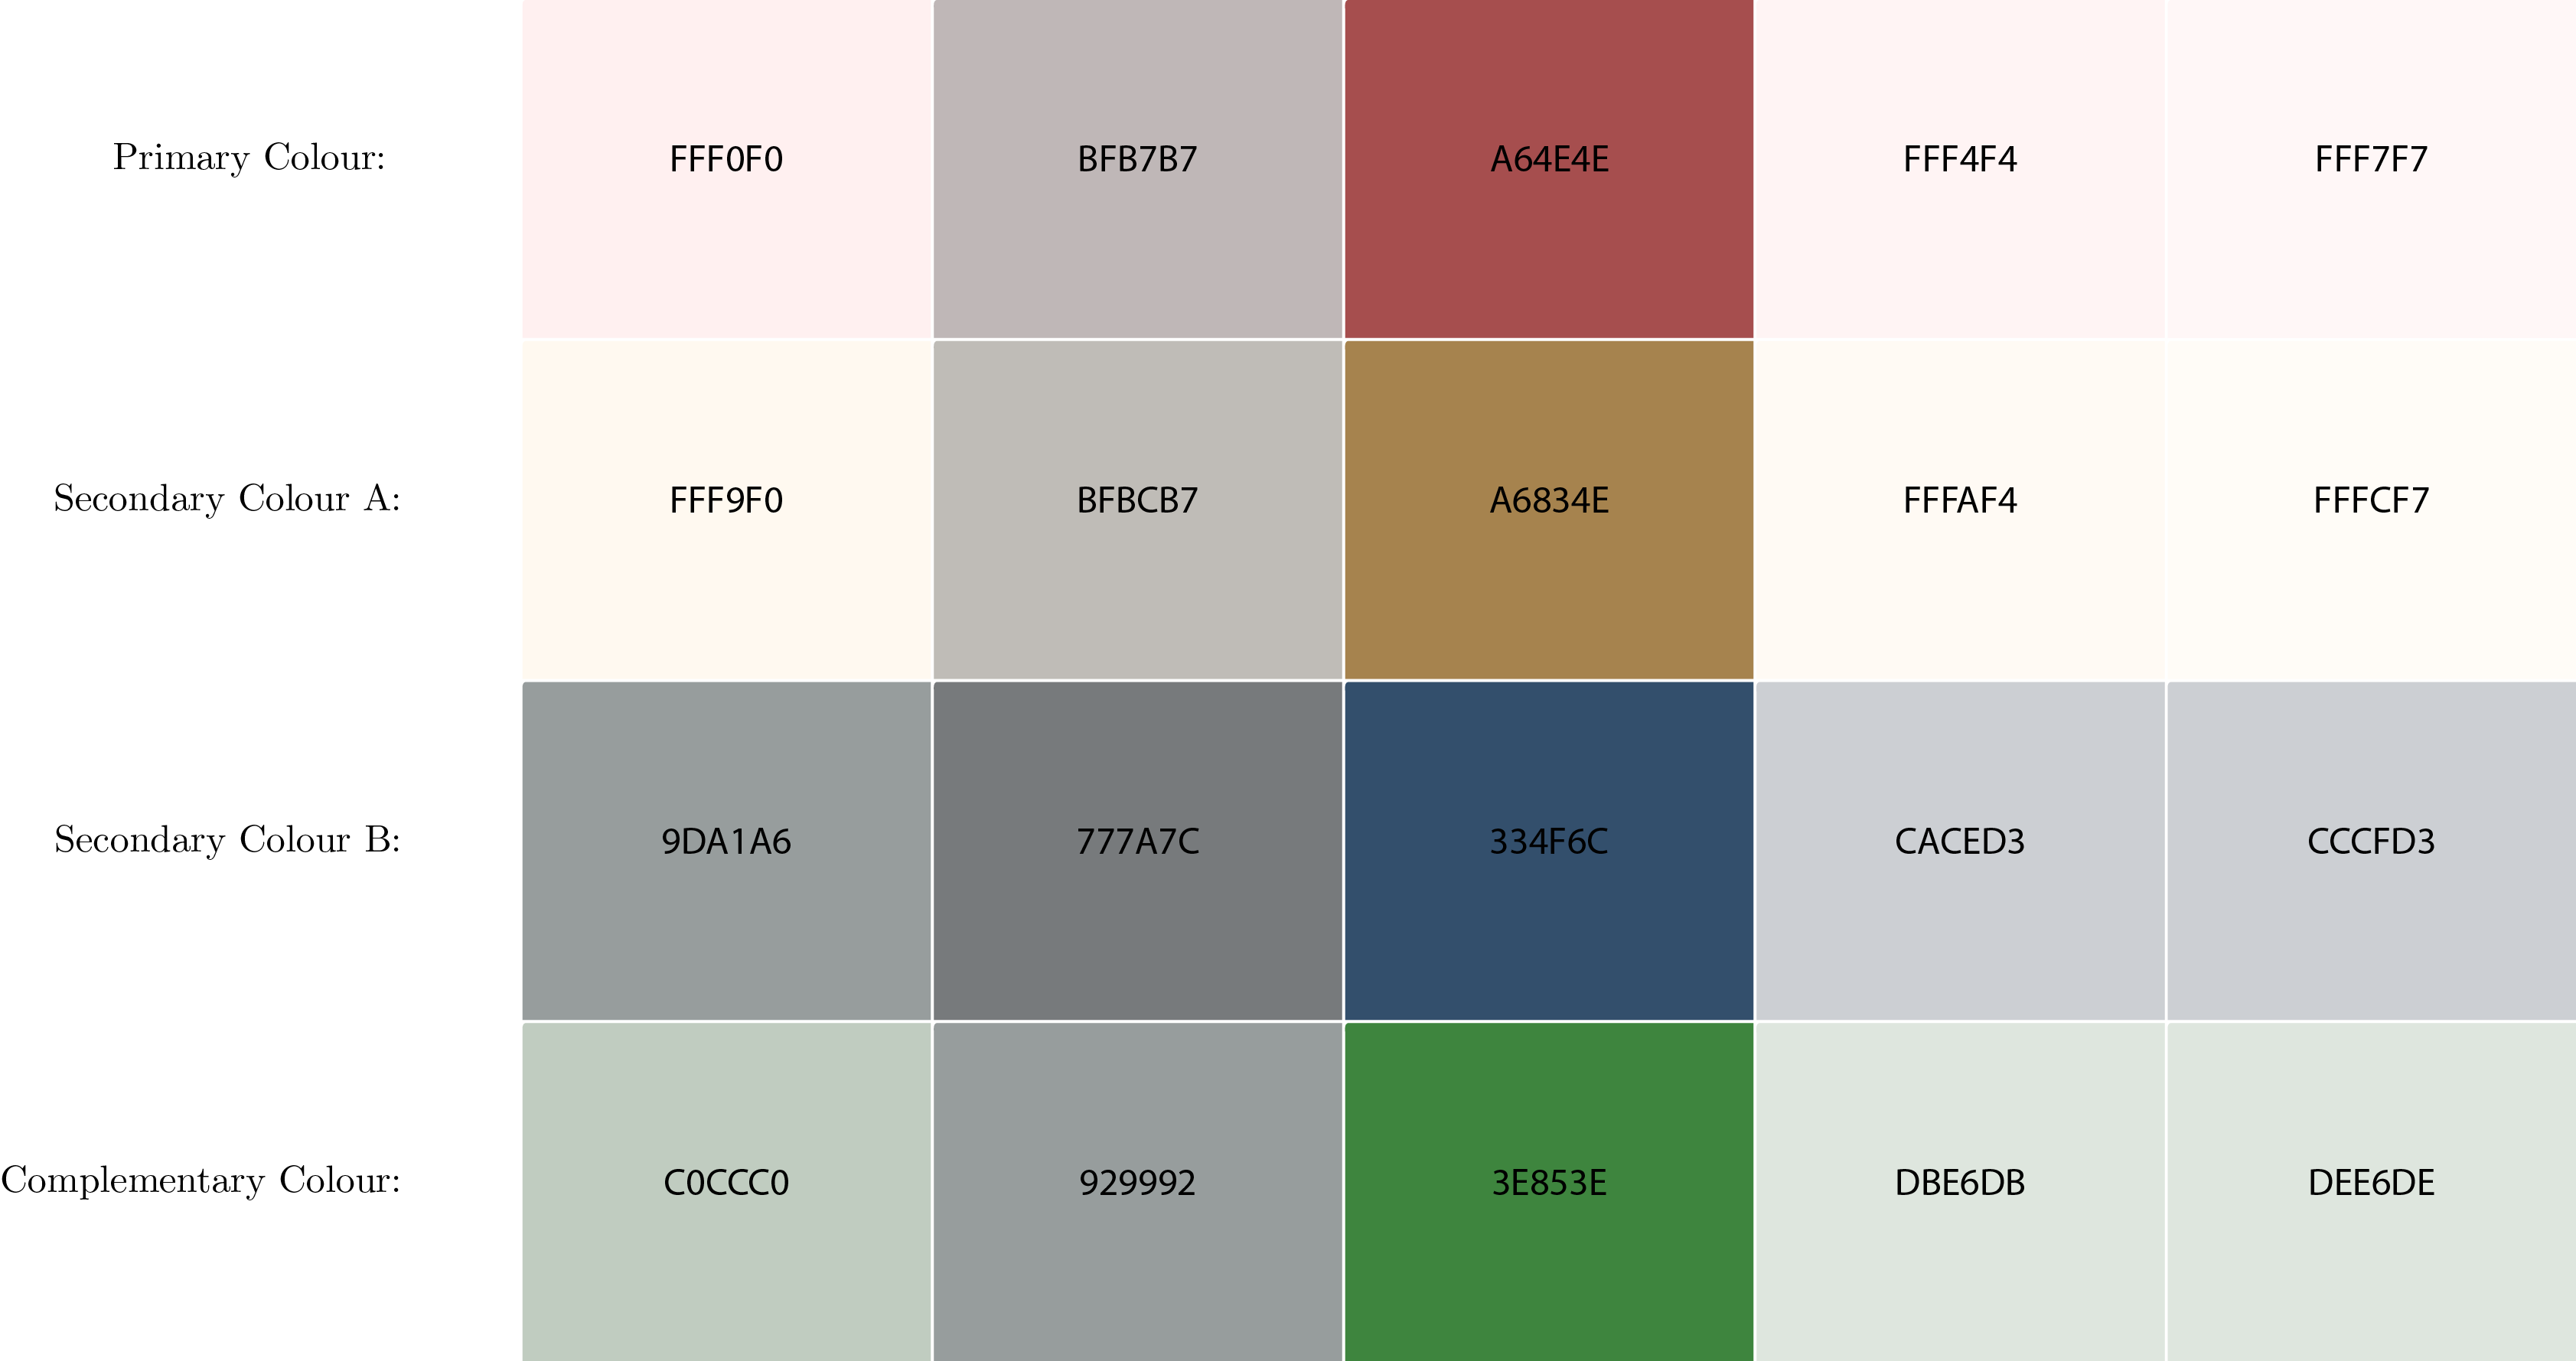 Primary Colour: FFF0F0 BFB7B7 A64E4E FFF4F4 FFF7F7
Secondary Colour A: FFF9F0 BFBCB7 A6834E FFFAF4 FFFCF7
Secondary Colour B: 9DA1A6 777A7C 334F6C CACED3 CCCFD3
Complementary Colour: C0CCC0 929992 3E853E DBE6DB DEE6DE